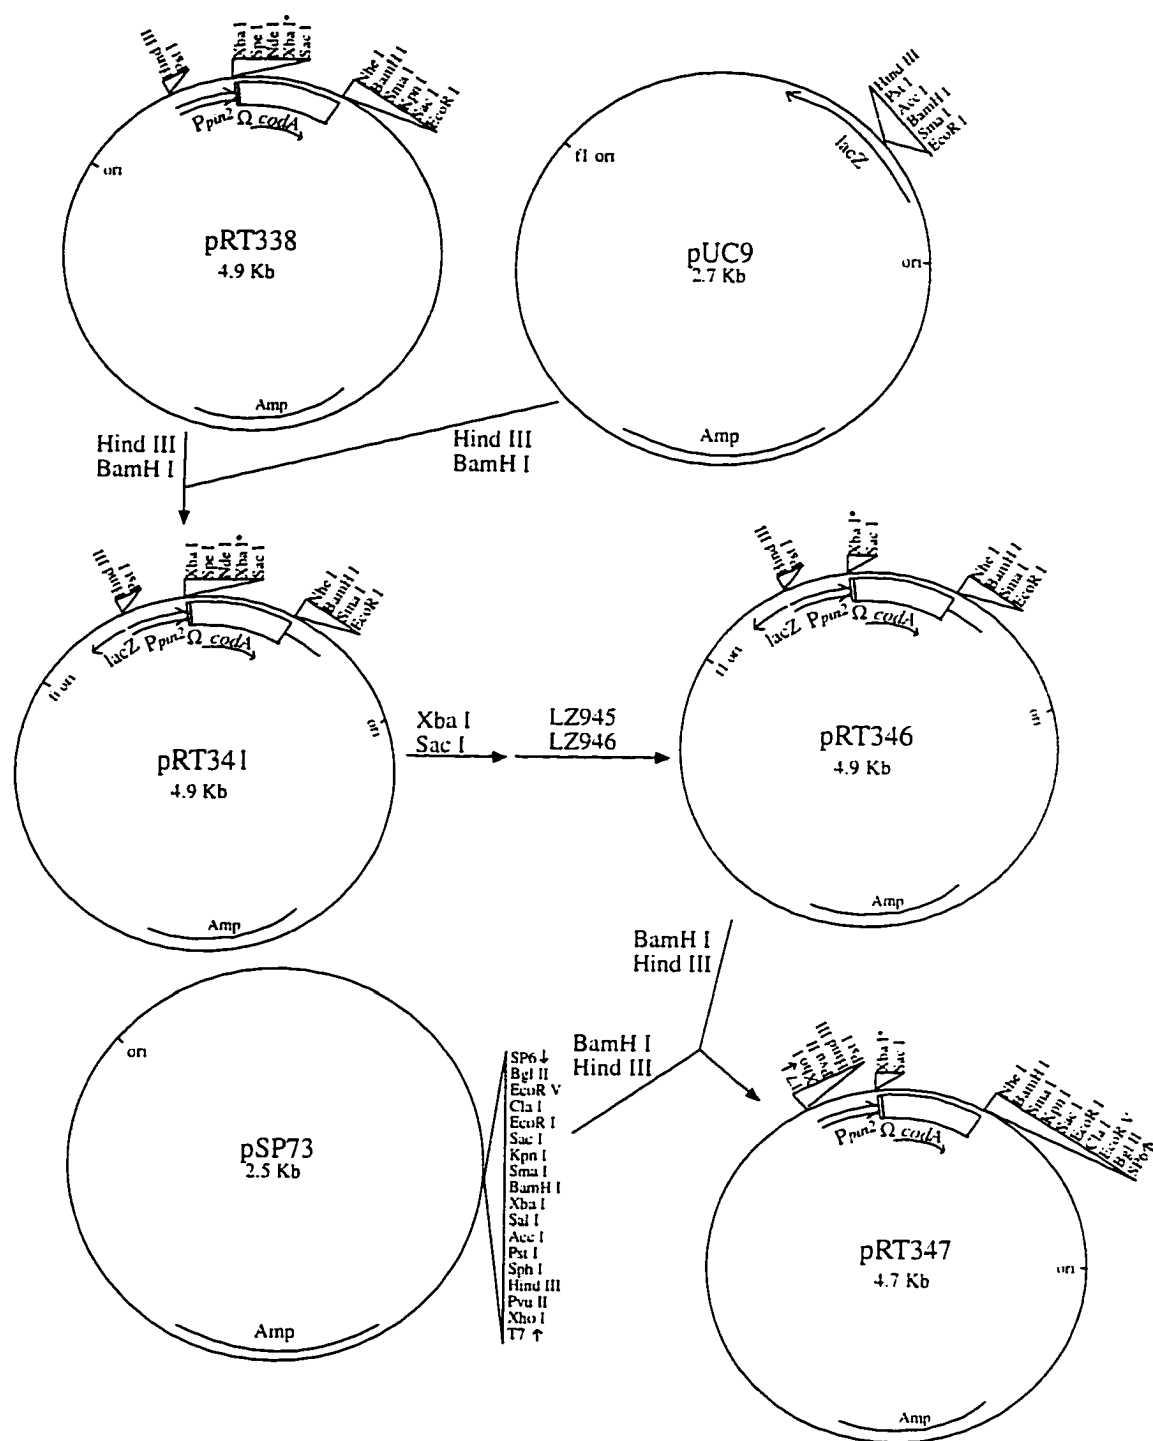 Hind III
Pst I
Xba I
Spe I
Nde I
Xba I*
Sac I
Nhe I
BamH I
Sma I
Kpn I
Sac I
EcoR I
Ppin2 Ω codA
ori
pRT338
4.9 Kb
Amp
Hind III
Pst I
Acc I
BamH I
Sma I
EcoR I
lacZ
f1 ori
pUC9
2.7 Kb
ori
Amp
Hind III
BamH I
Hind III
BamH I
Hind III
Pst I
Xba I
Spe I
Nde I
Xba I*
Sac I
Nhe I
BamH I
Sma I
EcoR I
lacZ Ppin2 Ω codA
f1 ori
ori
pRT341
4.9 Kb
Amp
Xba I
Sac I
LZ945
LZ946
Hind III
Pst I
Xba I*
Sac I
Nhe I
BamH I
Sma I
EcoR I
lacZ Ppin2 Ω codA
f1 ori
ori
pRT346
4.9 Kb
Amp
BamH I
Hind III
ori
pSP73
2.5 Kb
Amp
SP6 ↓
Bgl II
EcoR V
Cla I
EcoR I
Sac I
Kpn I
Sma I
BamH I
Xba I
Sal I
Acc I
Pst I
Sph I
Hind III
Pvu II
Xho I
T7 ↑
BamH I
Hind III
T7
Xho I
Pvu II
Hind III
Pst I
Xba I*
Sac I
Nhe I
BamH I
Sma I
Kpn I
Sac I
EcoR I
Cla I
EcoR V
Bgl II
SP6
Ppin2 Ω codA
pRT347
4.7 Kb
ori
Amp